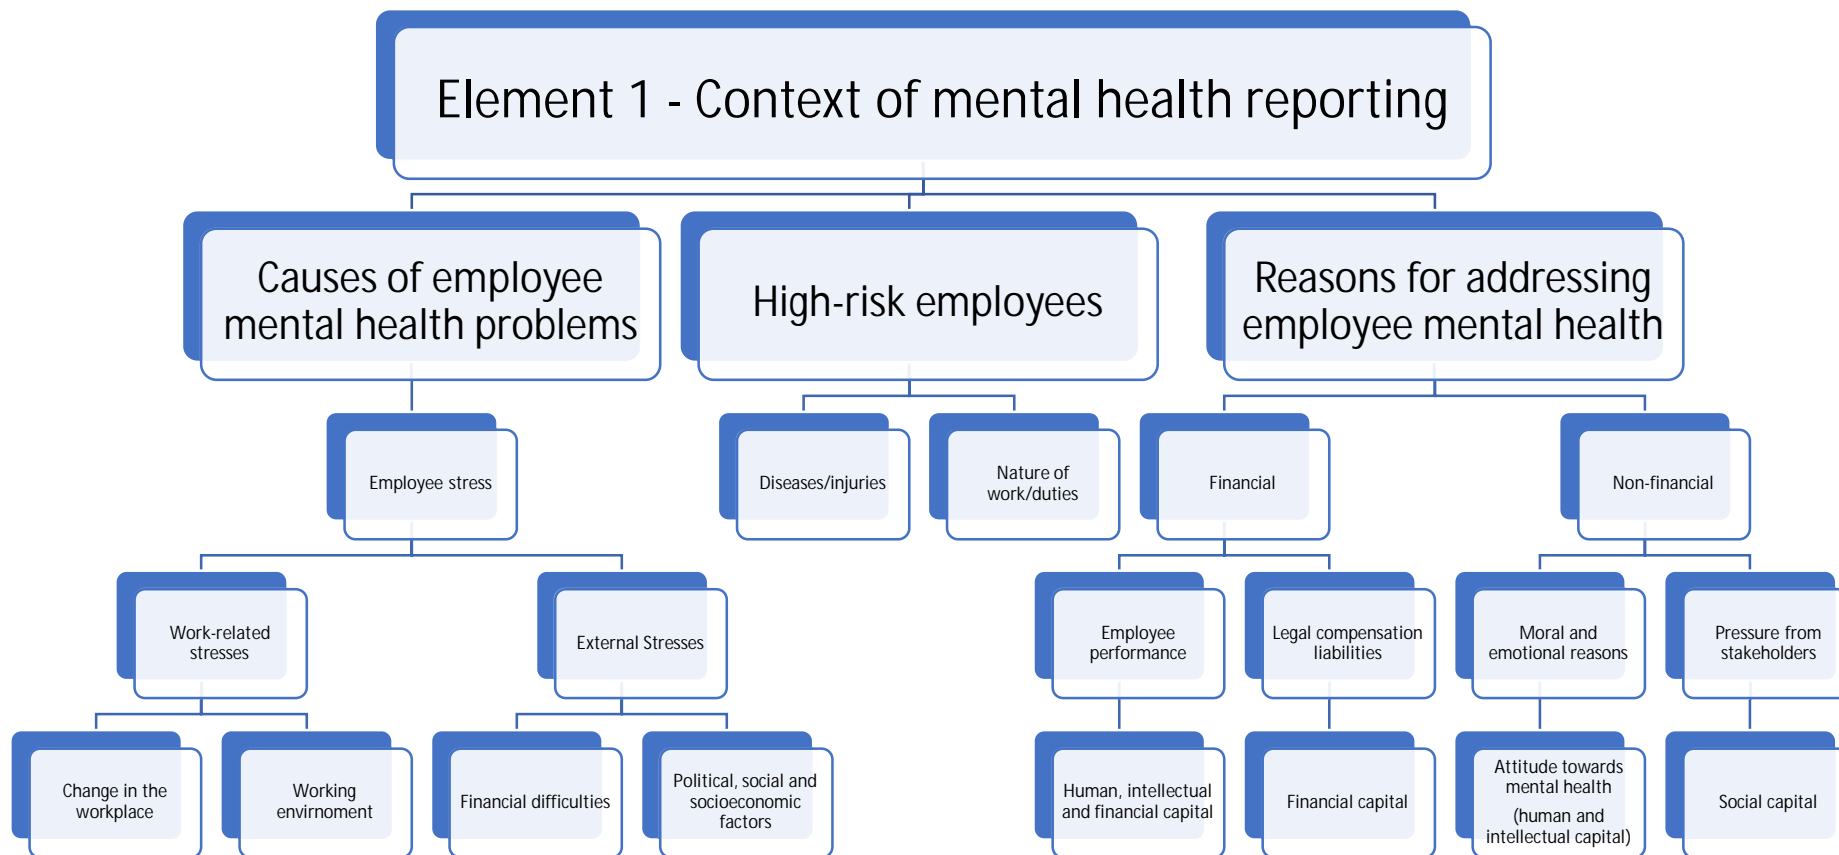 Element 1 - Context of mental health reporting
Causes of employee
mental health problems
High-risk employees
Reasons for addressing
employee mental health
Employee stress
Diseases/injuries
Nature of
work/duties
Financial
Non-financial
Work-related
stresses
External Stresses
Employee
performance
Legal compensation
liabilities
Moral and
emotional reasons
Pressure from
stakeholders
Change in the
workplace
Working
envirnoment
Financial difficulties
Political, social and
socioeconomic
factors
Human, intellectual
and financial capital
Financial capital
Attitude towards
mental health
(human and
intellectual capital)
Social capital